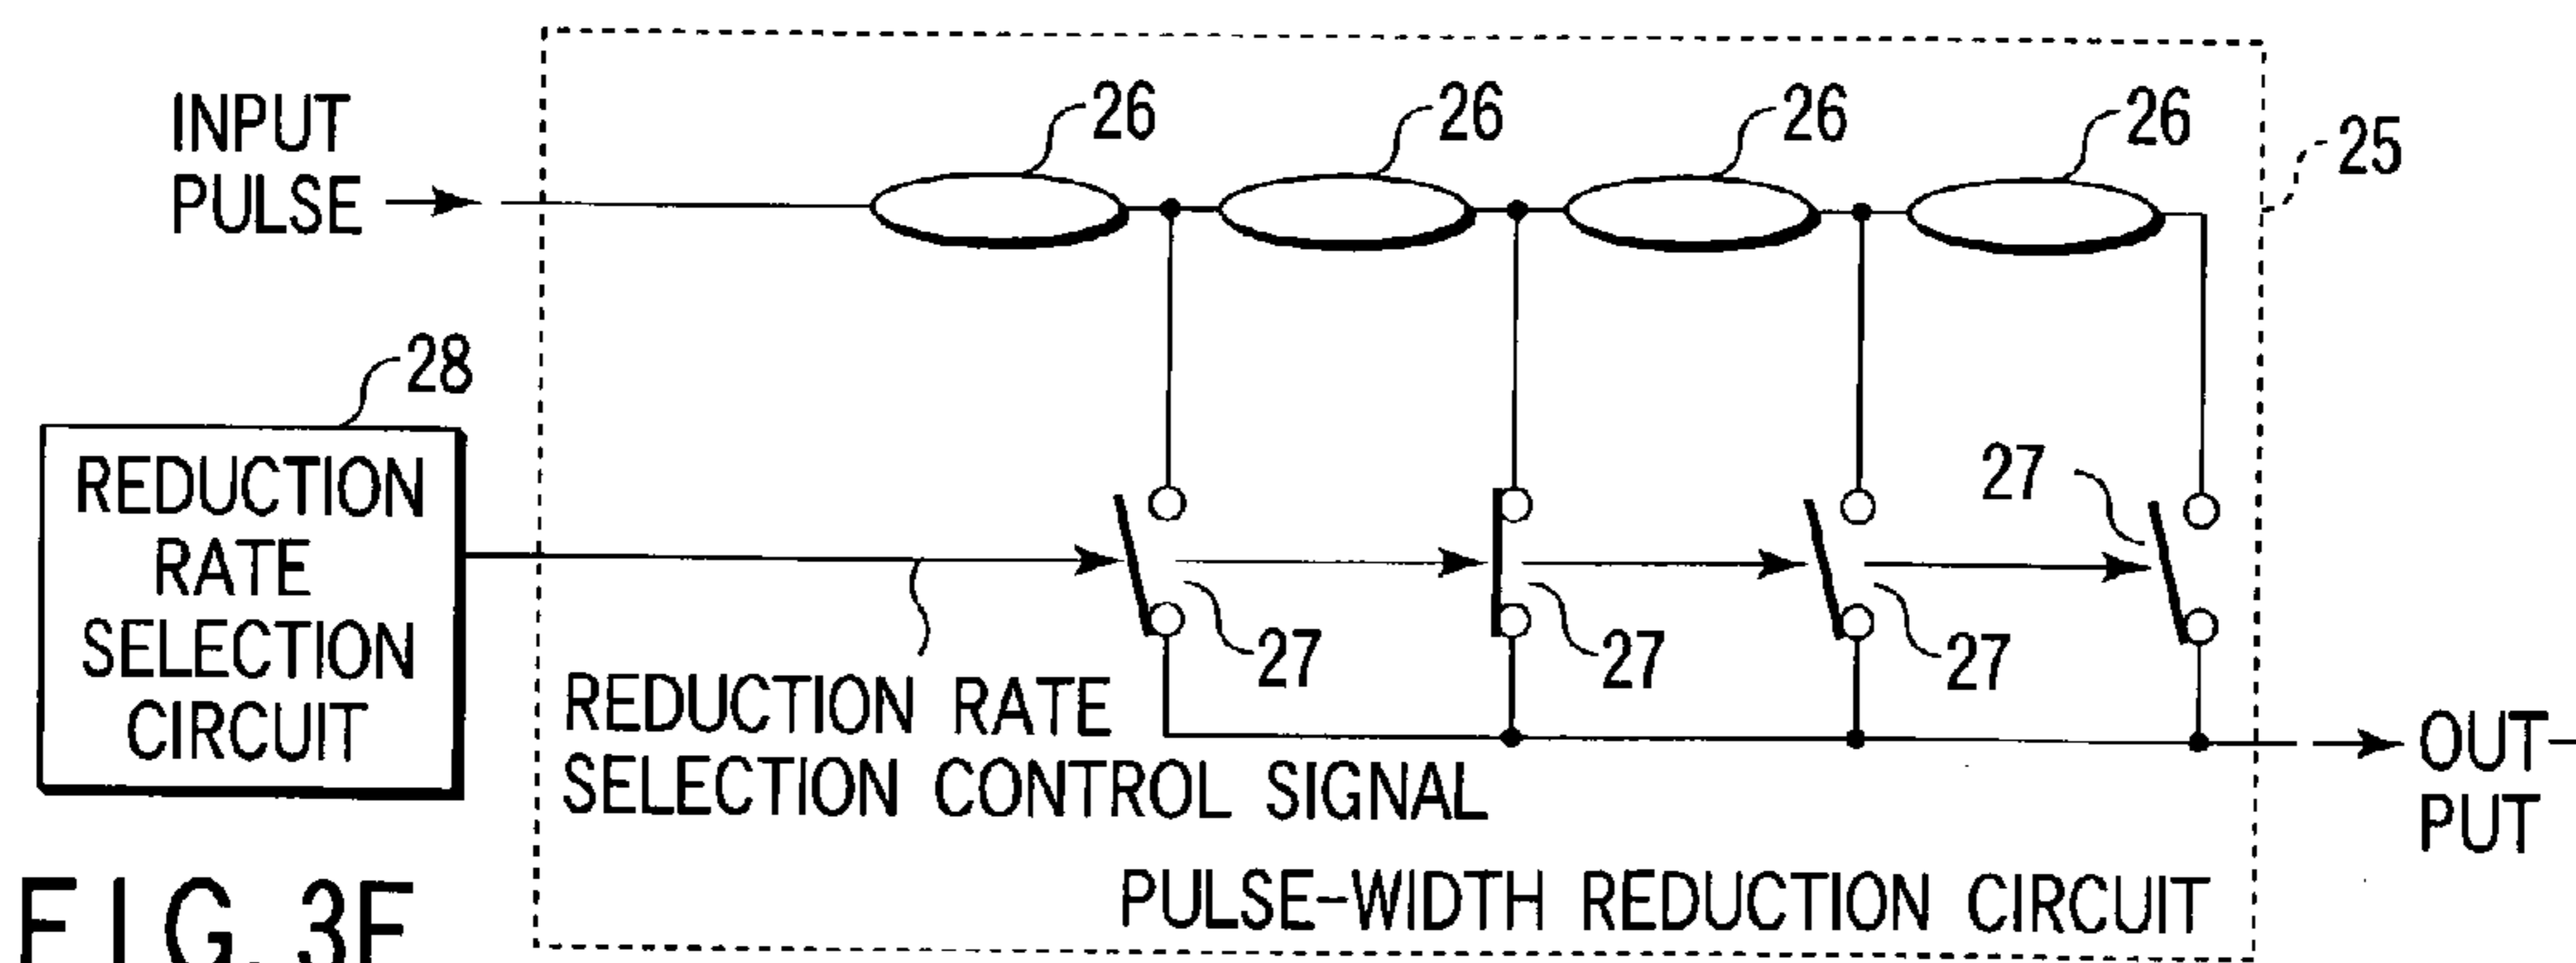 INPUT
PULSE
26
26
26
26
25
28
REDUCTION
RATE
SELECTION
CIRCUIT
27
27
27
27
REDUCTION RATE
SELECTION CONTROL SIGNAL
OUT-
PUT
PULSE-WIDTH REDUCTION CIRCUIT